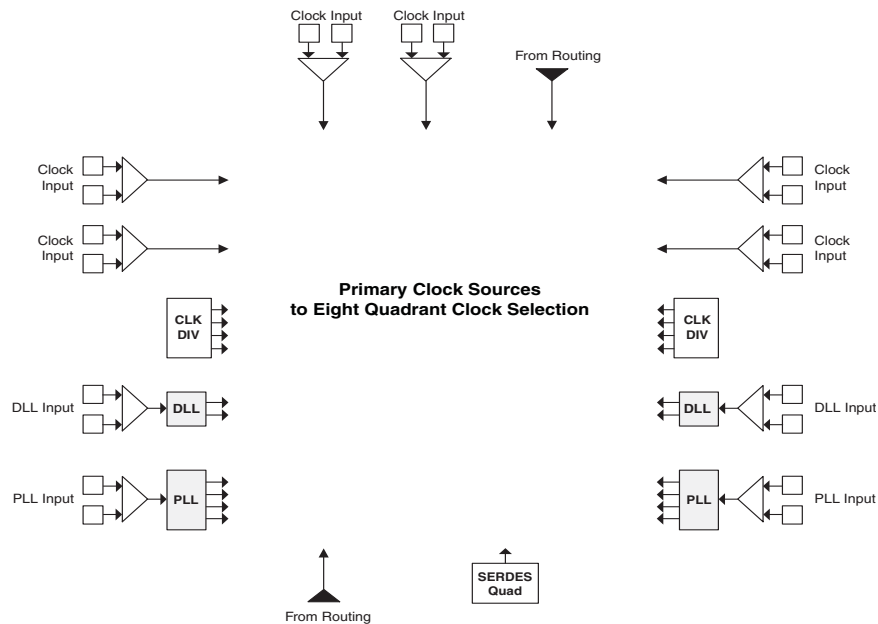 Clock Input
Clock Input
From Routing
Clock
Input
Clock
Input
Clock
Input
Clock
Input
Primary Clock Sources
to Eight Quadrant Clock Selection
CLK
DIV
CLK
DIV
DLL Input
DLL
DLL
DLL Input
PLL Input
PLL
PLL
PLL Input
SERDES
Quad
From Routing